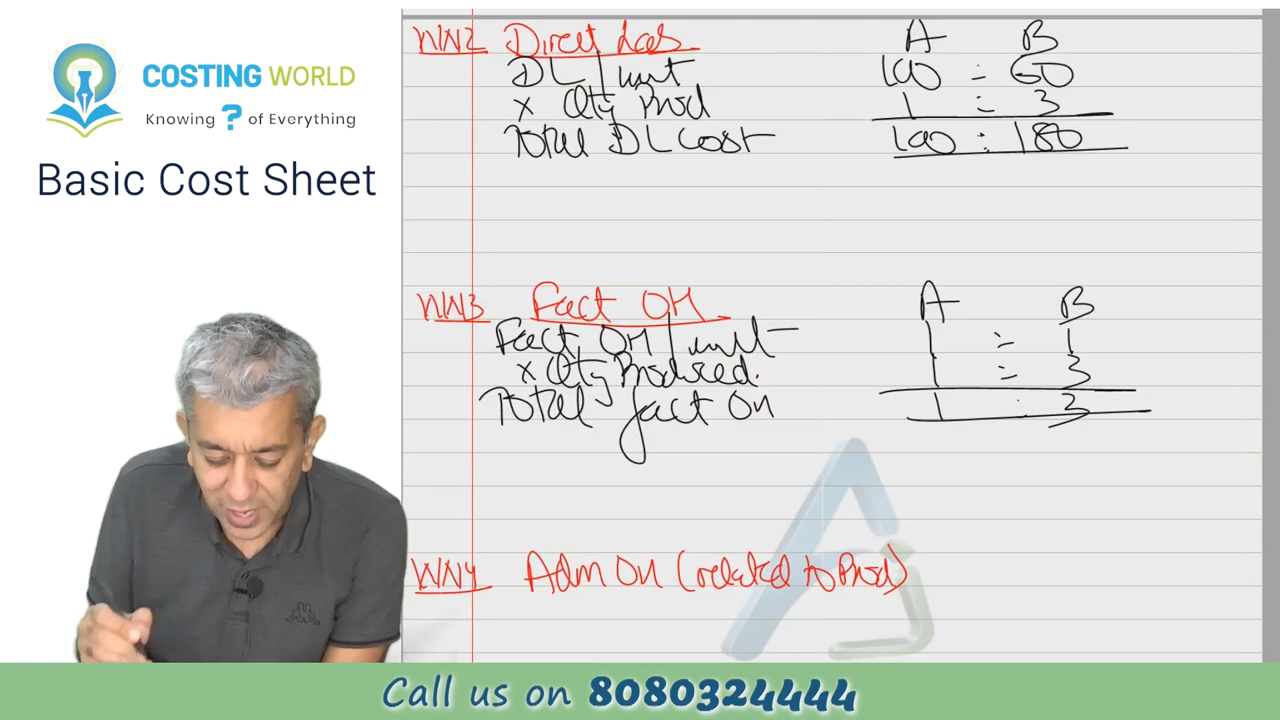 COSTING WORLD
Knowing ? of Everything
Basic Cost Sheet
WN2 Direct Lab A B
DL / unit 100 : 60
x Qty Prod 1 : 3
Total DL Cost 100 : 180
WN3 Fact OH A B
Fact OH / unit 1 : 1
x Qty Produced. 1 : 3
Total fact OH 1 : 3
WN4 Adm OH (related to Prod)
Call us on 8080324444